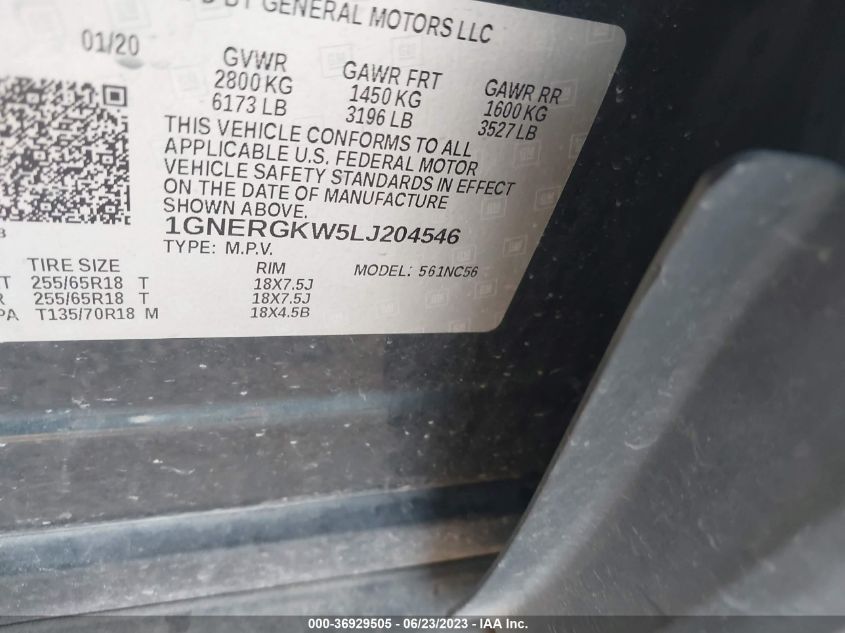 BY GENERAL MOTORS LLC
01/20
GVWR GAWR FRT GAWR RR
2800 KG 1450 KG 1600 KG
6173 LB 3196 LB 3527 LB
THIS VEHICLE CONFORMS TO ALL
APPLICABLE U.S. FEDERAL MOTOR
VEHICLE SAFETY STANDARDS IN EFFECT
ON THE DATE OF MANUFACTURE
SHOWN ABOVE.
1GNERGKW5LJ204546
TYPE: M.P.V. MODEL: 561NC56
TIRE SIZE RIM
T 255/65R18 T 18X7.5J
R 255/65R18 T 18X7.5J
PA T135/70R18 M 18X4.5B
000-36929505 - 06/23/2023 - IAA Inc.